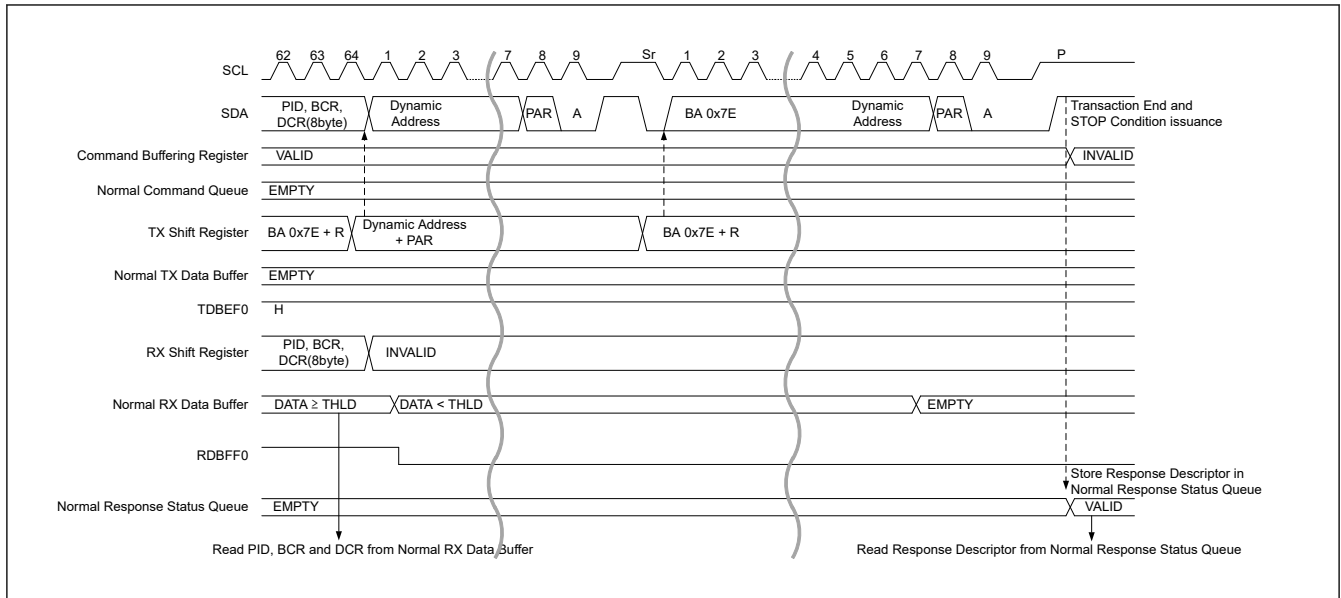 62 63 64 1 2 3 7 8 9 Sr 1 2 3 4 5 6 7 8 9 P
SCL
SDA
PID, BCR,
DCR(8byte)
Dynamic
Address
PAR
A
BA 0x7E
Dynamic
Address
PAR
A
Transaction End and
STOP Condition issuance
Command Buffering Register
VALID
INVALID
Normal Command Queue
EMPTY
TX Shift Register
BA 0x7E + R
Dynamic Address
+ PAR
BA 0x7E + R
Normal TX Data Buffer
EMPTY
TDBEF0
H
RX Shift Register
PID, BCR,
DCR(8byte)
INVALID
Normal RX Data Buffer
DATA ≥ THLD
DATA < THLD
EMPTY
RDBFF0
Store Response Descriptor in
Normal Response Status Queue
Normal Response Status Queue
EMPTY
VALID
Read PID, BCR and DCR from Normal RX Data Buffer
Read Response Descriptor from Normal Response Status Queue